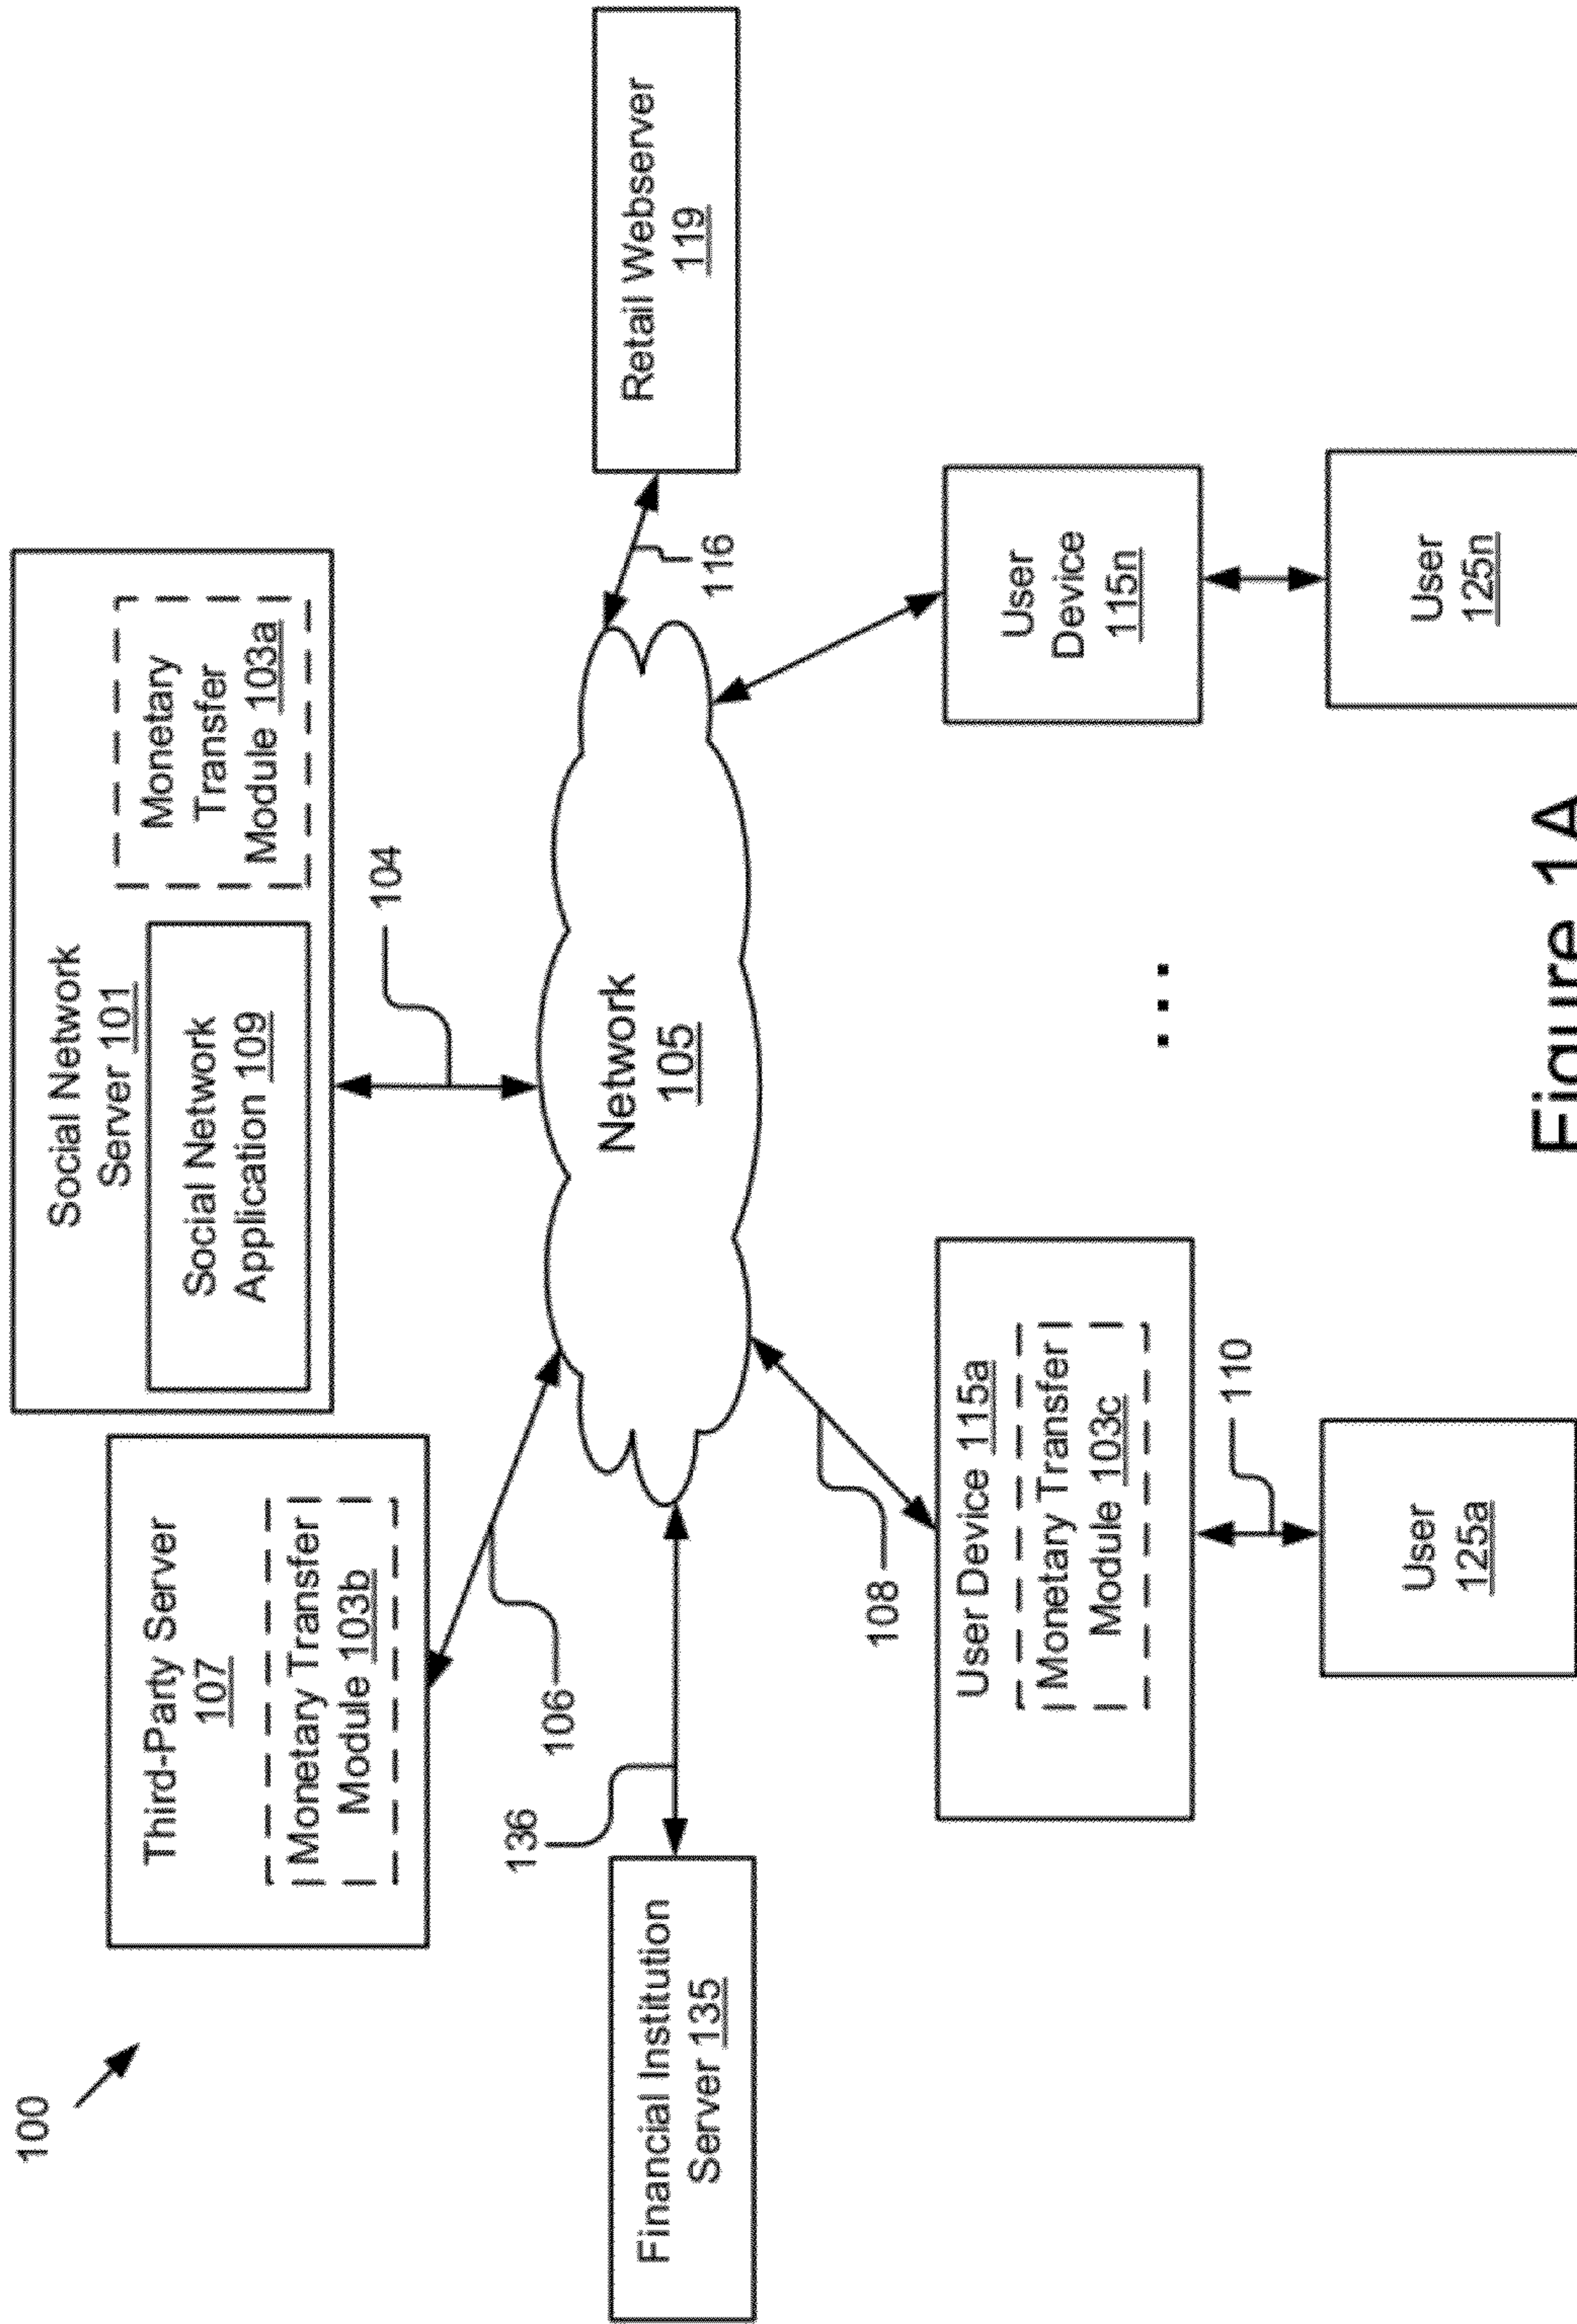 100
Third-Party Server
107
Monetary Transfer
Module 103b
Social Network
Server 101
Social Network
Application 109
Monetary
Transfer
Module 103a
104
106
136
Financial Institution
Server 135
Network
105
116
Retail Webserver
119
108
User Device 115a
Monetary Transfer
Module 103c
110
User
125a
...
User
Device
115n
User
125n
Figure 1A